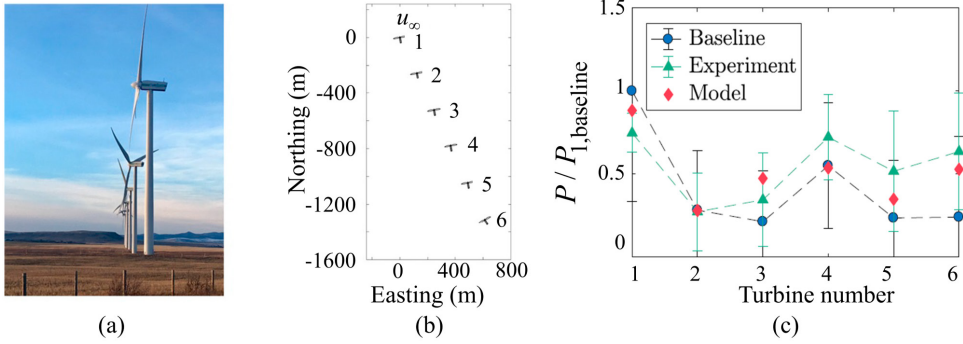 u∞
1
2
3
4
5
6
0
-400
-800
-1200
-1600
0 400 800
Northing (m)
Easting (m)
1.5
1
0.5
0
P / P1,baseline
Baseline
Experiment
Model
1 2 3 4 5 6
Turbine number
(a) (b) (c)